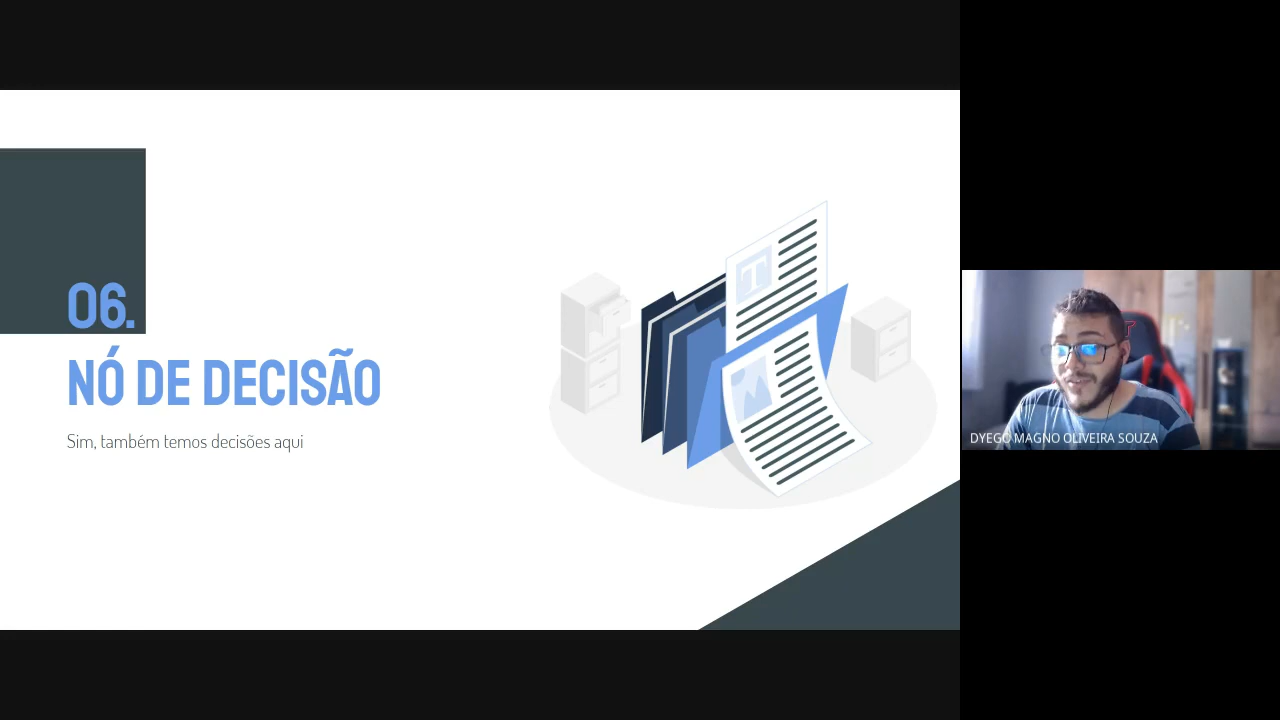 06.
NÓ DE DECISÃO
Sim, também temos decisões aqui
T
DYEGO MAGNO OLIVEIRA SOUZA